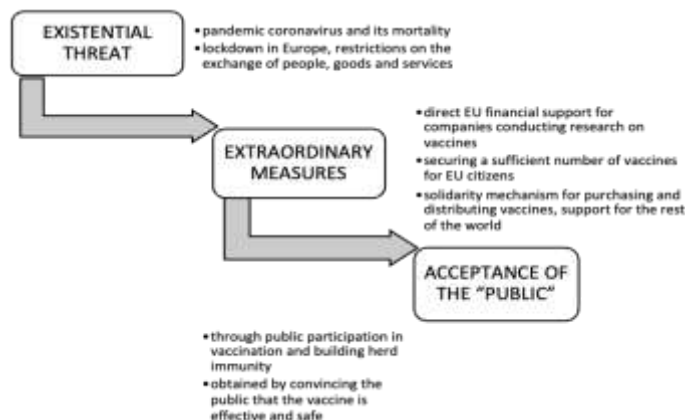 EXISTENTIAL
THREAT
•pandemic coronavirus and its mortality
•lockdown in Europe, restrictions on the
exchange of people, goods and services
EXTRAORDINARY
MEASURES
•direct EU financial support for
companies conducting research on
vaccines
•securing a sufficient number of vaccines
for EU citizens
•solidarity mechanism for purchasing and
distributing vaccines, support for the rest
of the world
ACCEPTANCE OF
THE "PUBLIC"
•through public participation in
vaccination and building herd
immunity
•obtained by convincing the
public that the vaccine is
effective and safe